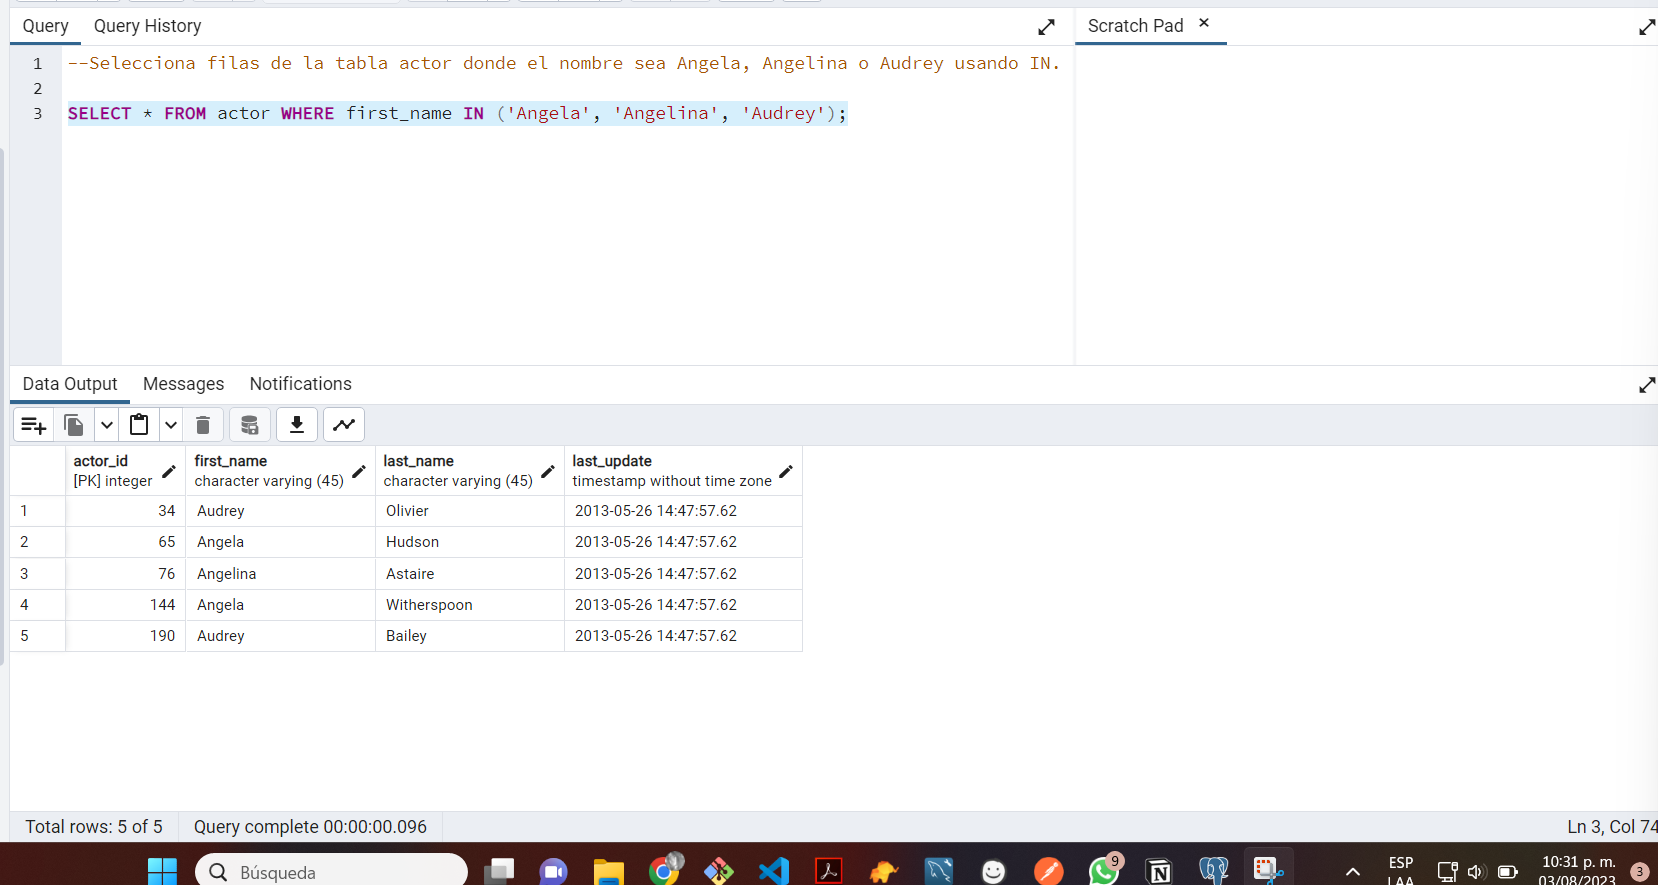 Query Query History
Scratch Pad ×
1 --Selecciona filas de la tabla actor donde el nombre sea Angela, Angelina o Audrey usando IN.
2
3 SELECT * FROM actor WHERE first_name IN ('Angela', 'Angelina', 'Audrey');
Data Output Messages Notifications
actor_id first_name last_name last_update
[PK] integer character varying (45) character varying (45) timestamp without time zone
1 34 Audrey Olivier 2013-05-26 14:47:57.62
2 65 Angela Hudson 2013-05-26 14:47:57.62
3 76 Angelina Astaire 2013-05-26 14:47:57.62
4 144 Angela Witherspoon 2013-05-26 14:47:57.62
5 190 Audrey Bailey 2013-05-26 14:47:57.62
Total rows: 5 of 5 Query complete 00:00:00.096 Ln 3, Col 74
Búsqueda
9
ESP
LAA
10:31 p. m.
03/08/2023
3